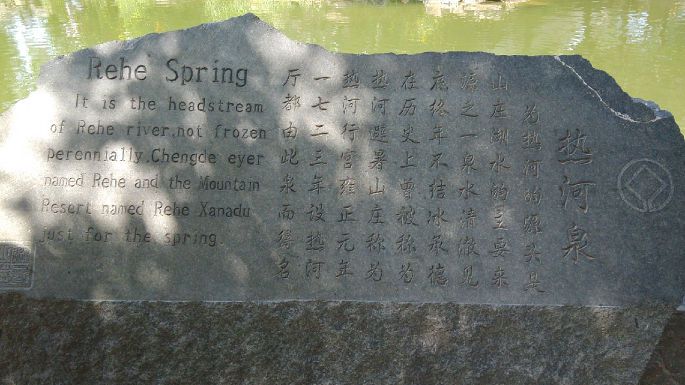 Rehe Spring
It is the headstream
of Rehe river,not frozen
perennially.Chengde eyer
named Rehe and the Mountain
Resort named Rehe Xanadu
just for the spring.
热河泉
为热河的源头是
山庄湖水的主要来
源之一泉水清澈见
底终年不结冰承德
在历史上曾被称为
热河避暑山庄称为
热河行宫雍正元年
一七二三年设热河
厅都由此泉而得名